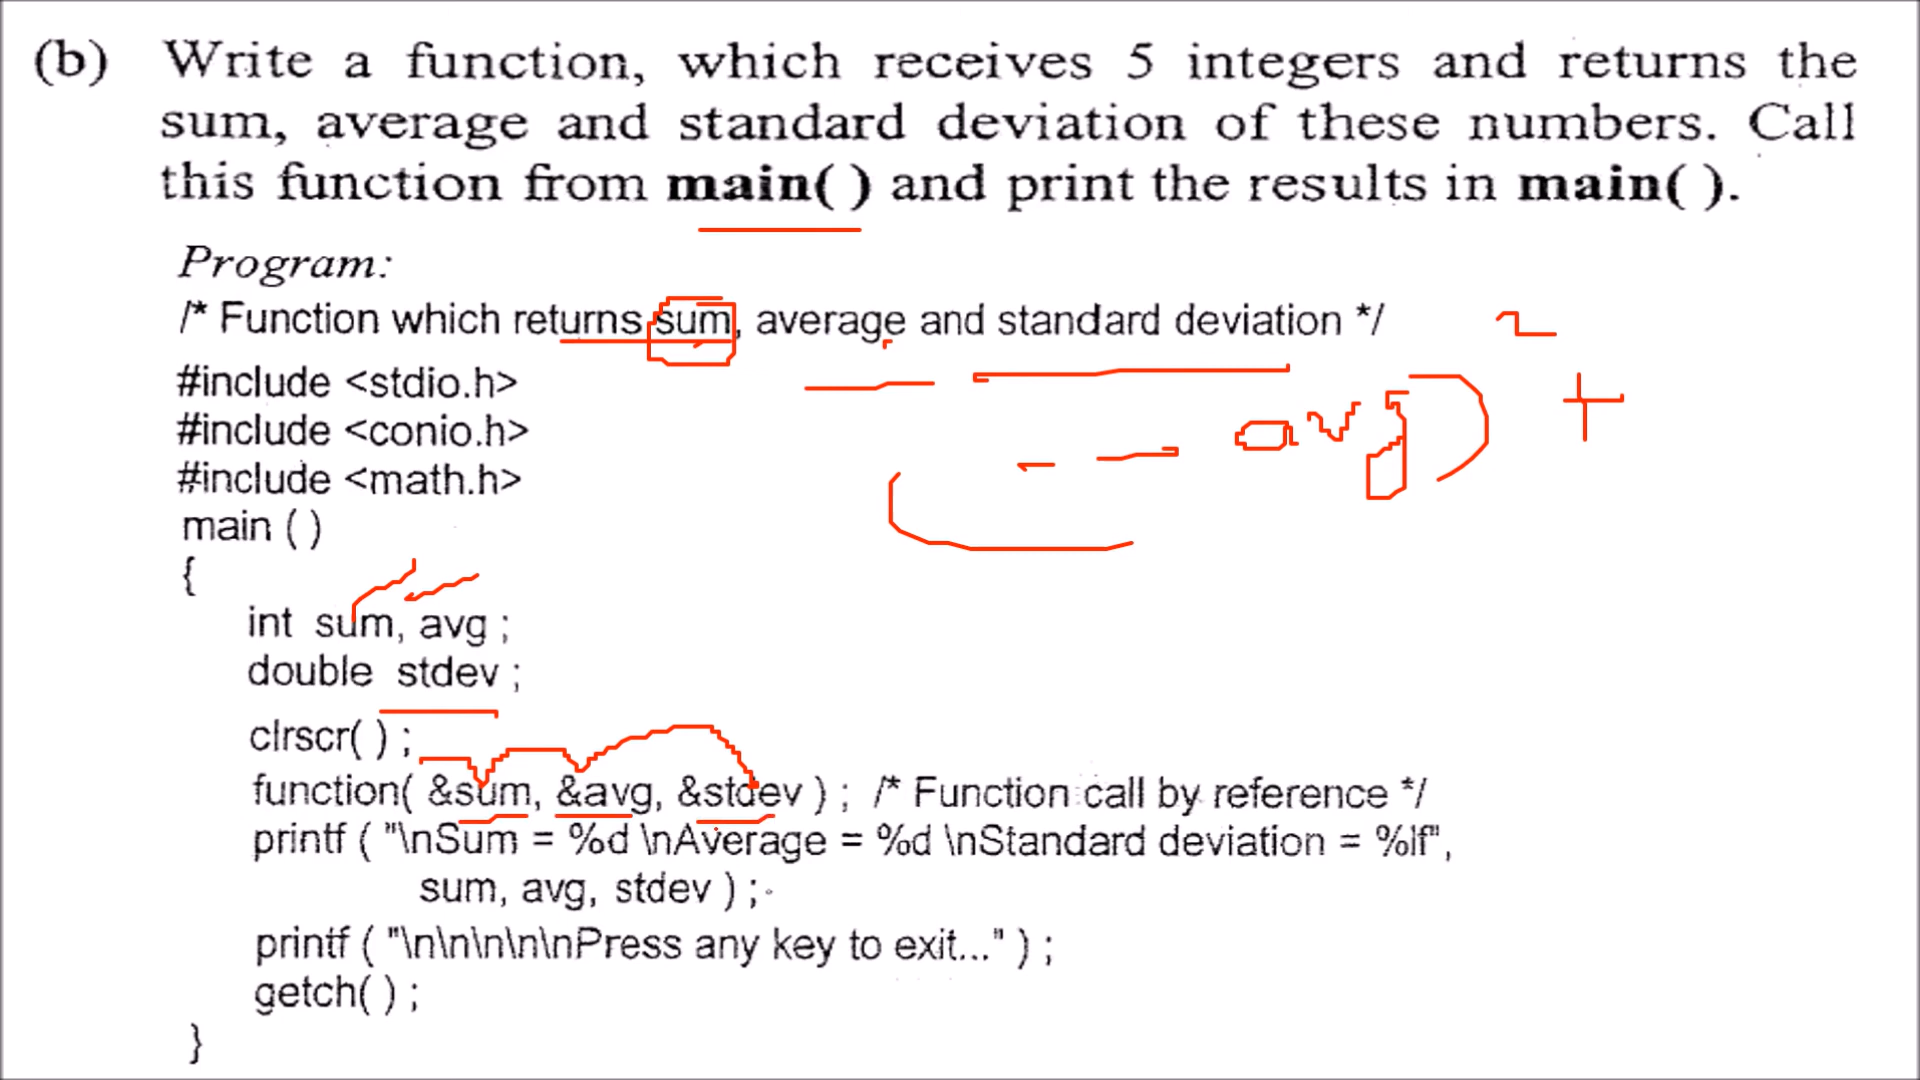 (b) Write a function, which receives 5 integers and returns the
sum, average and standard deviation of these numbers. Call
this function from main( ) and print the results in main( ).
Program:
/* Function which returns sum, average and standard deviation */
#include <stdio.h>
#include <conio.h>
#include <math.h>
- - avg)
2
+
main ( )
{
int sum, avg ;
double stdev ;
clrscr( ) ;
function( &sum, &avg, &stdev ) ; /* Function call by reference */
printf ( "\nSum = %d \nAverage = %d \nStandard deviation = %lf",
sum, avg, stdev ) ;
printf ( "\n\n\n\n\nPress any key to exit..." ) ;
getch( ) ;
}